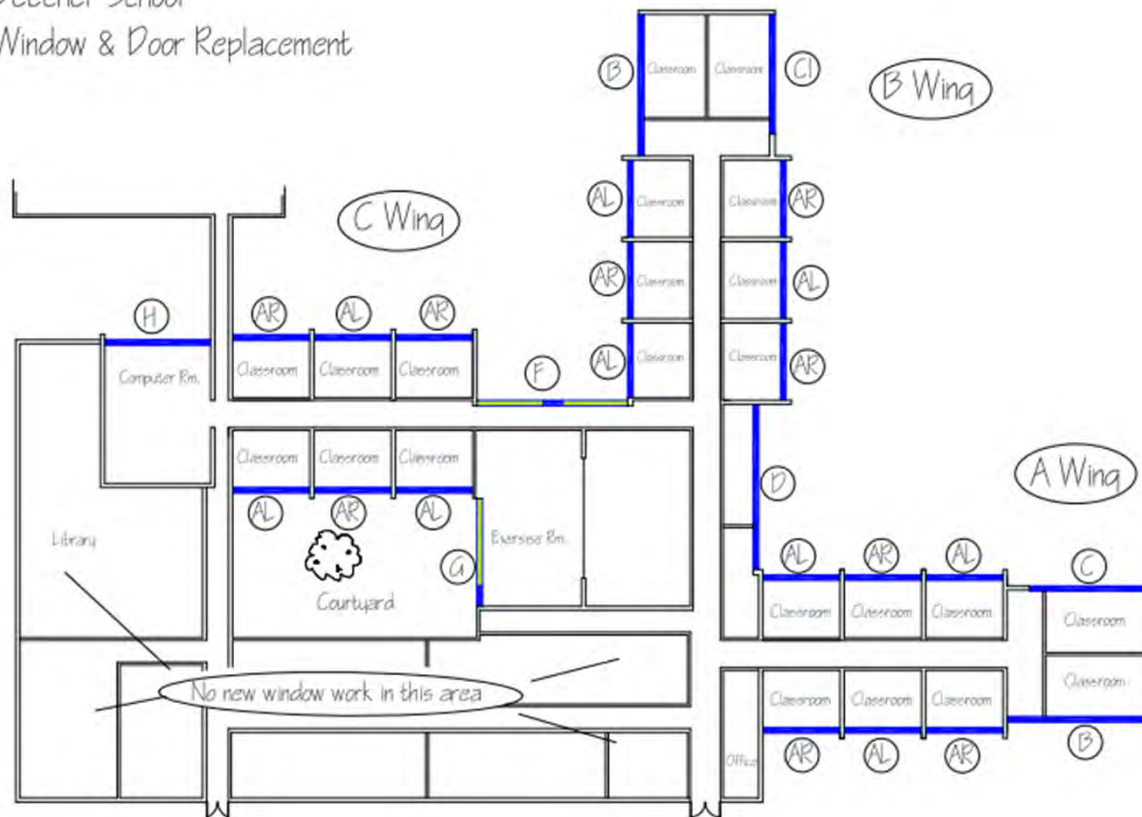 Beecher School
Window & Door Replacement
B
Classroom
Classroom
C1
B Wing
AL
Classroom
Classroom
AR
C Wing
AR
Classroom
Classroom
AL
H
AR
AL
AR
AL
Classroom
Classroom
AR
Computer Rm.
Classroom
Classroom
Classroom
F
Classroom
Classroom
Classroom
D
A Wing
AL
AR
AL
Library
Exercise Rm.
G
AL
AR
AL
C
Courtyard
Classroom
Classroom
Classroom
Classroom
No new window work in this area
Classroom
Classroom
Classroom
Classroom
AR
AL
AR
B
Office